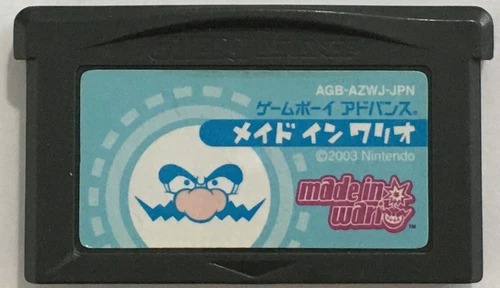 AGB-AZWJ-JPN
ゲームボーイ アドバンス®
メイド イン ワリオ
©2003 Nintendo
made in
wario™